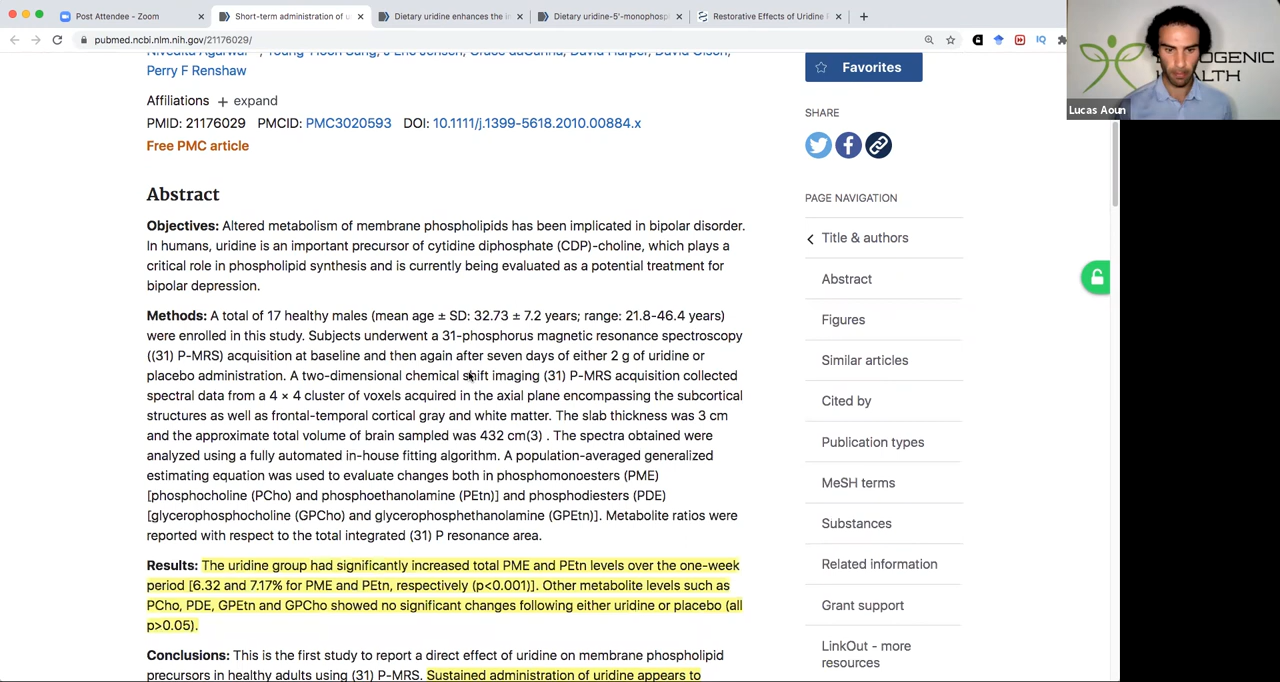 Post Attendee - Zoom
Short-term administration of u
Dietary uridine enhances the i
Dietary uridine-5'-monophosp
Restorative Effects of Uridine P
pubmed.ncbi.nlm.nih.gov/21176029/
Perry F Renshaw
Affiliations + expand
PMID: 21176029 PMCID: PMC3020593 DOI: 10.1111/j.1399-5618.2010.00884.x
Free PMC article
Abstract
Objectives: Altered metabolism of membrane phospholipids has been implicated in bipolar disorder.
In humans, uridine is an important precursor of cytidine diphosphate (CDP)-choline, which plays a
critical role in phospholipid synthesis and is currently being evaluated as a potential treatment for
bipolar depression.
Methods: A total of 17 healthy males (mean age ± SD: 32.73 ± 7.2 years; range: 21.8-46.4 years)
were enrolled in this study. Subjects underwent a 31-phosphorus magnetic resonance spectroscopy
((31) P-MRS) acquisition at baseline and then again after seven days of either 2 g of uridine or
placebo administration. A two-dimensional chemical shift imaging (31) P-MRS acquisition collected
spectral data from a 4 × 4 cluster of voxels acquired in the axial plane encompassing the subcortical
structures as well as frontal-temporal cortical gray and white matter. The slab thickness was 3 cm
and the approximate total volume of brain sampled was 432 cm(3) . The spectra obtained were
analyzed using a fully automated in-house fitting algorithm. A population-averaged generalized
estimating equation was used to evaluate changes both in phosphomonoesters (PME)
[phosphocholine (PCho) and phosphoethanolamine (PEtn)] and phosphodiesters (PDE)
[glycerophosphocholine (GPCho) and glycerophosphethanolamine (GPEtn)]. Metabolite ratios were
reported with respect to the total integrated (31) P resonance area.
Results: The uridine group had significantly increased total PME and PEtn levels over the one-week
period [6.32 and 7.17% for PME and PEtn, respectively (p<0.001)]. Other metabolite levels such as
PCho, PDE, GPEtn and GPCho showed no significant changes following either uridine or placebo (all
p>0.05).
Conclusions: This is the first study to report a direct effect of uridine on membrane phospholipid
precursors in healthy adults using (31) P-MRS. Sustained administration of uridine appears to
Favorites
SHARE
PAGE NAVIGATION
Title & authors
Abstract
Figures
Similar articles
Cited by
Publication types
MeSH terms
Substances
Related information
Grant support
LinkOut - more
resources
IQ
OGENIC
HEALTH
Lucas Aoun